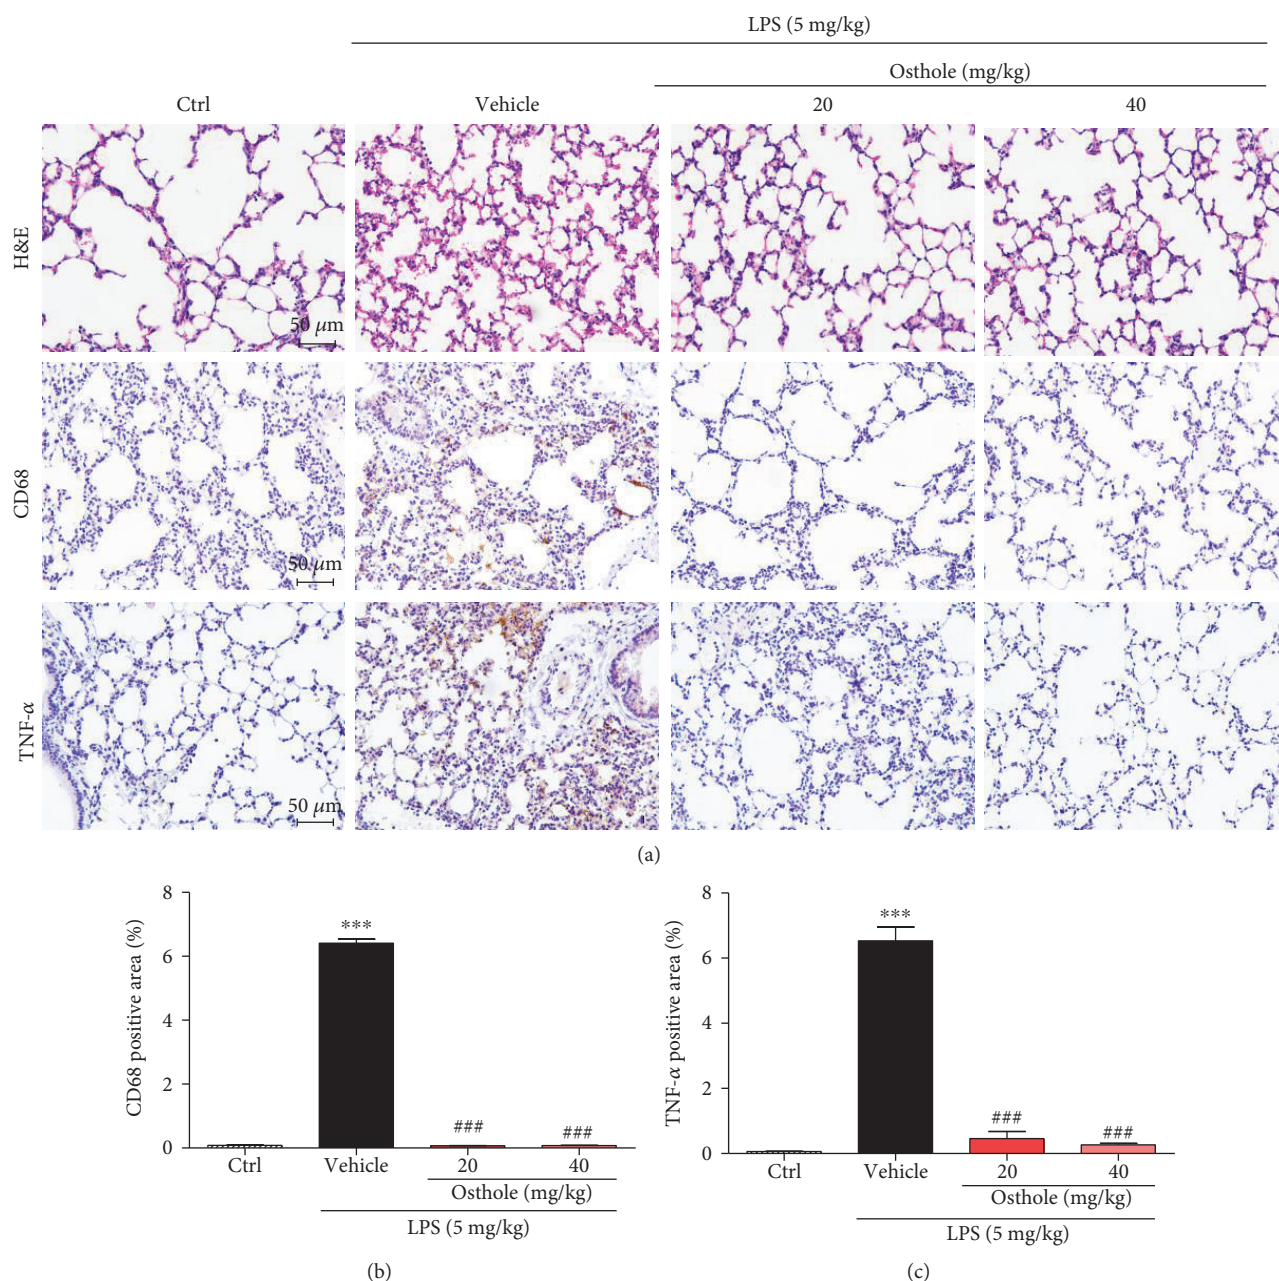 LPS (5 mg/kg)
Osthole (mg/kg)
Ctrl
Vehicle
20
40
H&E
50 μm
CD68
50 μm
TNF-α
50 μm
(a)
CD68 positive area (%)
8
6
4
2
0
***
###
###
Ctrl
Vehicle
20
40
Osthole (mg/kg)
LPS (5 mg/kg)
(b)
TNF-α positive area (%)
8
6
4
2
0
***
###
###
Ctrl
Vehicle
20
40
Osthole (mg/kg)
LPS (5 mg/kg)
(c)